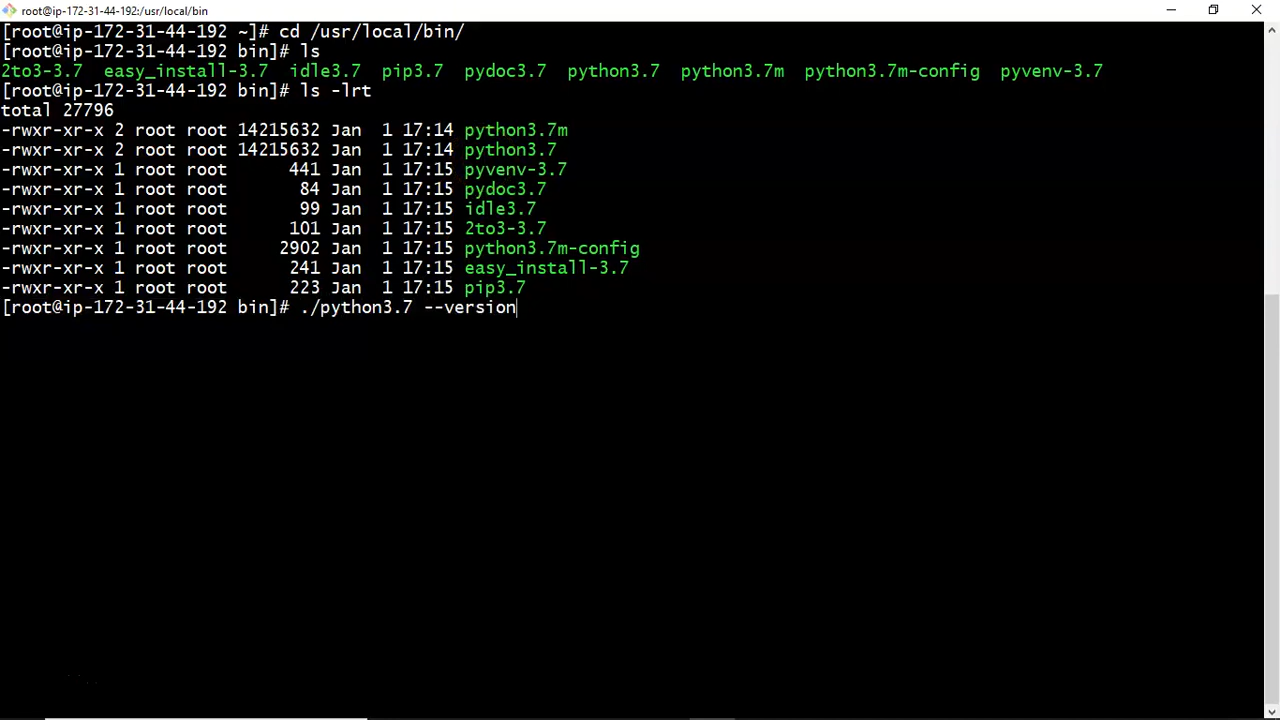 root@ip-172-31-44-192:/usr/local/bin
[root@ip-172-31-44-192 ~]# cd /usr/local/bin/
[root@ip-172-31-44-192 bin]# ls
2to3-3.7  easy_install-3.7  idle3.7  pip3.7  pydoc3.7  python3.7  python3.7m  python3.7m-config  pyvenv-3.7
[root@ip-172-31-44-192 bin]# ls -lrt
total 27796
-rwxr-xr-x 2 root root 14215632 Jan  1 17:14 python3.7m
-rwxr-xr-x 2 root root 14215632 Jan  1 17:14 python3.7
-rwxr-xr-x 1 root root      441 Jan  1 17:15 pyvenv-3.7
-rwxr-xr-x 1 root root       84 Jan  1 17:15 pydoc3.7
-rwxr-xr-x 1 root root       99 Jan  1 17:15 idle3.7
-rwxr-xr-x 1 root root      101 Jan  1 17:15 2to3-3.7
-rwxr-xr-x 1 root root     2902 Jan  1 17:15 python3.7m-config
-rwxr-xr-x 1 root root      241 Jan  1 17:15 easy_install-3.7
-rwxr-xr-x 1 root root      223 Jan  1 17:15 pip3.7
[root@ip-172-31-44-192 bin]# ./python3.7 --version